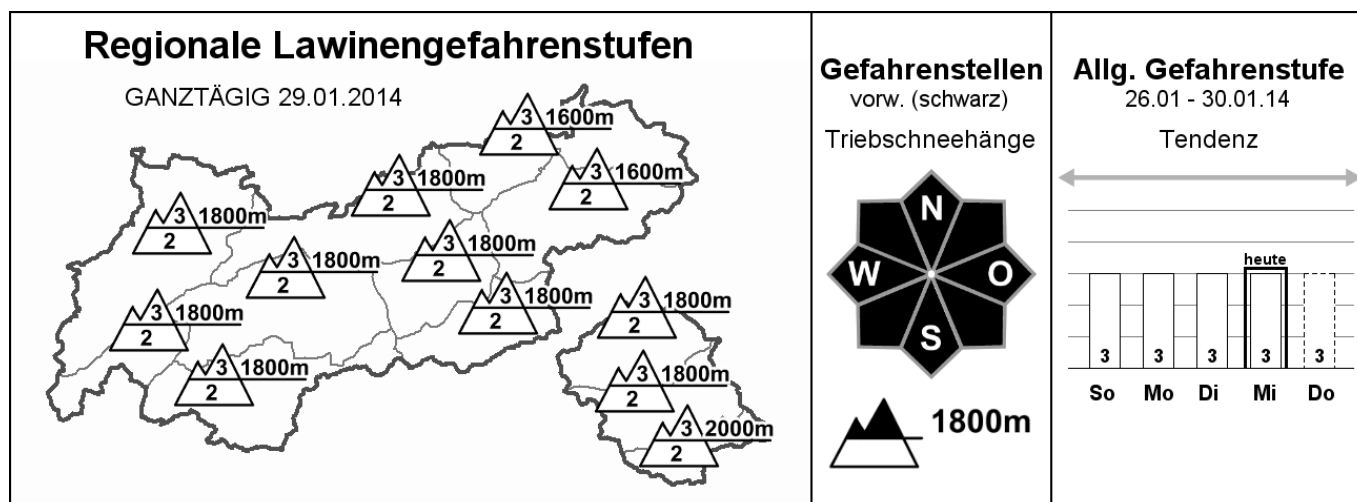 Regionale Lawinengefahrenstufen
GANZTÄGIG 29.01.2014
3 1600m
2
3 1600m
2
3 1800m
2
3 1800m
2
3 1800m
2
3 1800m
2
3 1800m
2
3 1800m
2
3 1800m
2
3 1800m
2
3 1800m
2
3 2000m
2
Gefahrenstellen
vorw. (schwarz)
Triebschneehänge
N
W O
S
1800m
Allg. Gefahrenstufe
26.01 - 30.01.14
Tendenz
heute
3 3 3 3 3
So Mo Di Mi Do